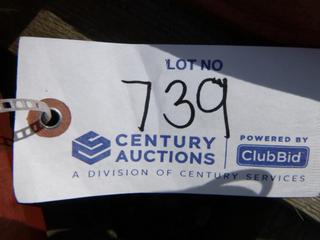 LOT NO
739
CENTURY
AUCTIONS
POWERED BY
ClubBid
A DIVISION OF CENTURY SERVICES